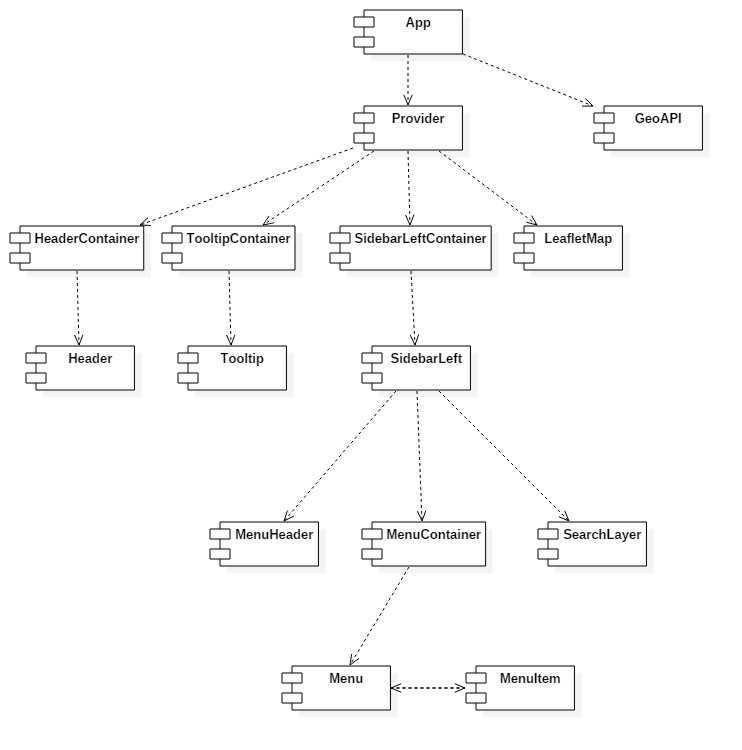 App
Provider
GeoAPI
HeaderContainer
TooltipContainer
SidebarLeftContainer
LeafletMap
Header
Tooltip
SidebarLeft
MenuHeader
MenuContainer
SearchLayer
Menu
MenuItem